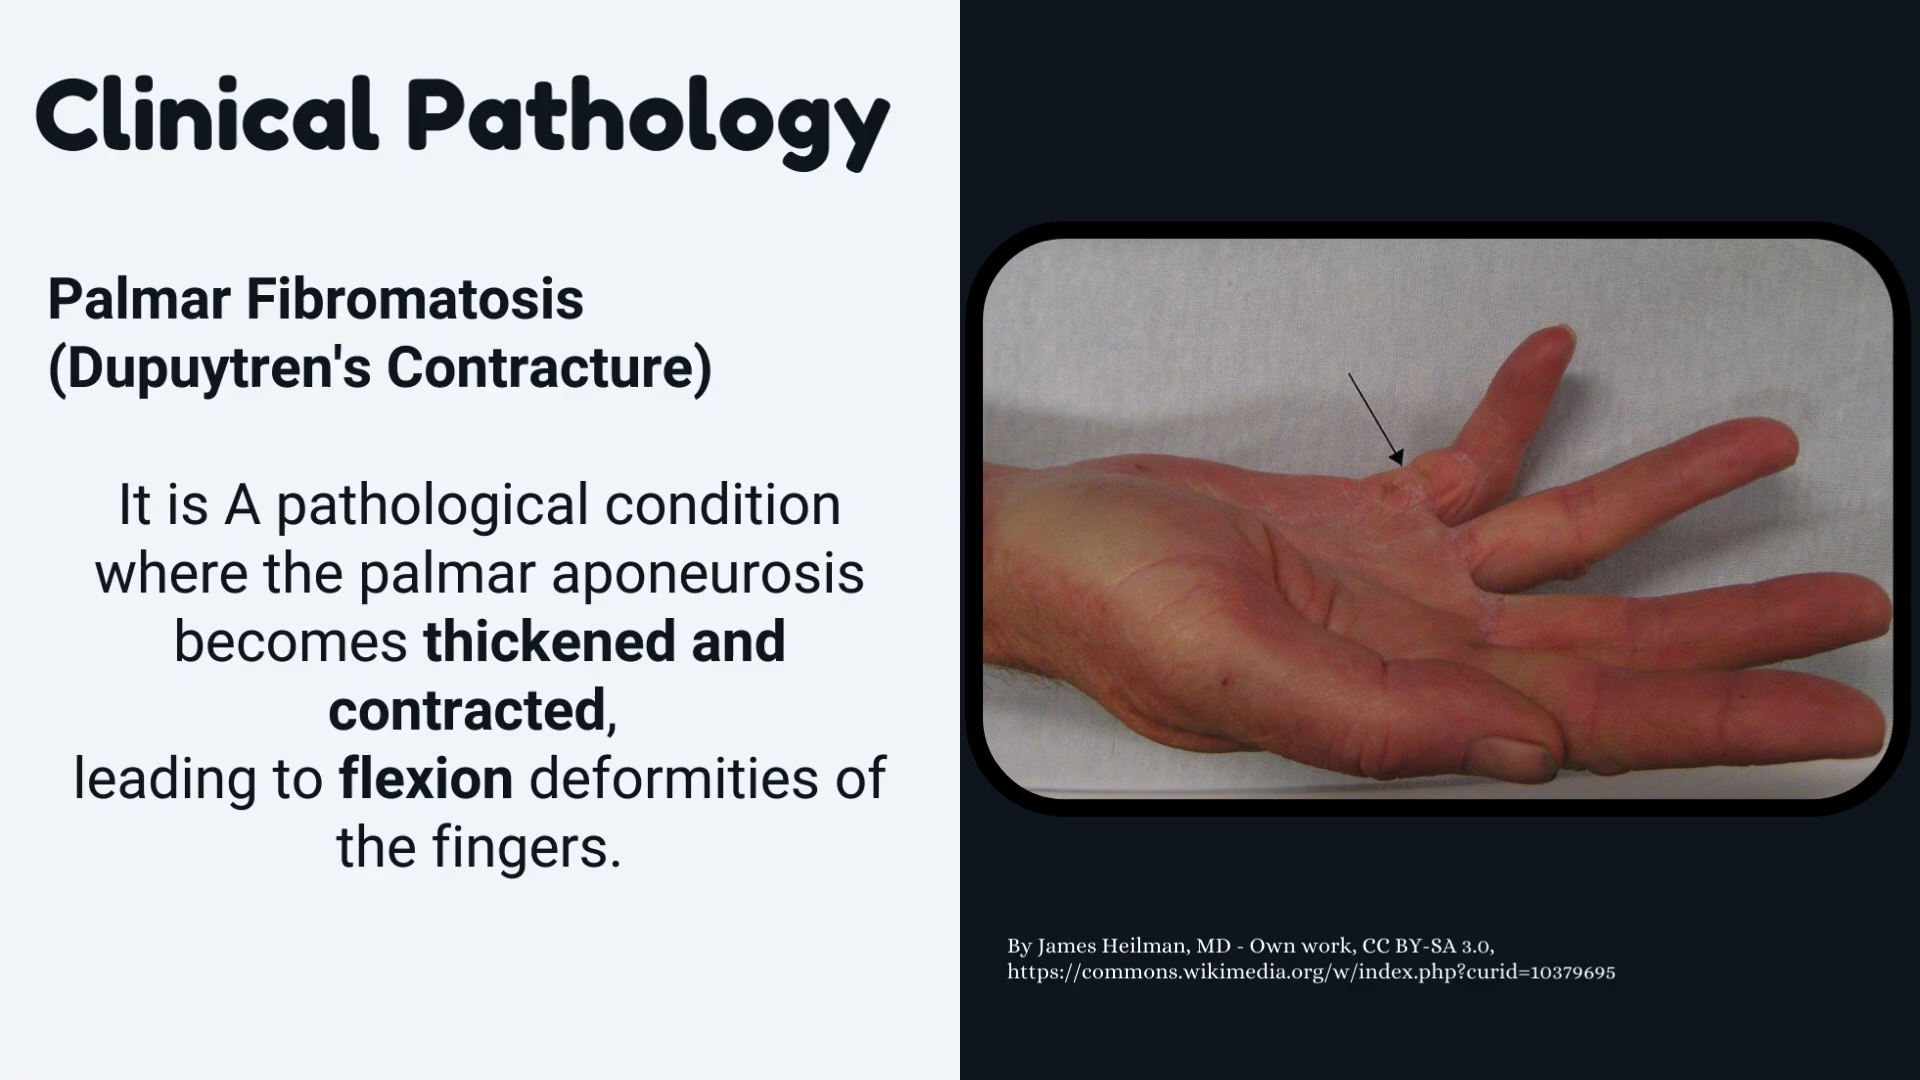 Clinical Pathology
Palmar Fibromatosis
(Dupuytren's Contracture)
It is A pathological condition
where the palmar aponeurosis
becomes thickened and
contracted,
leading to flexion deformities of
the fingers.
By James Heilman, MD - Own work, CC BY-SA 3.0,
https://commons.wikimedia.org/w/index.php?curid=10379695